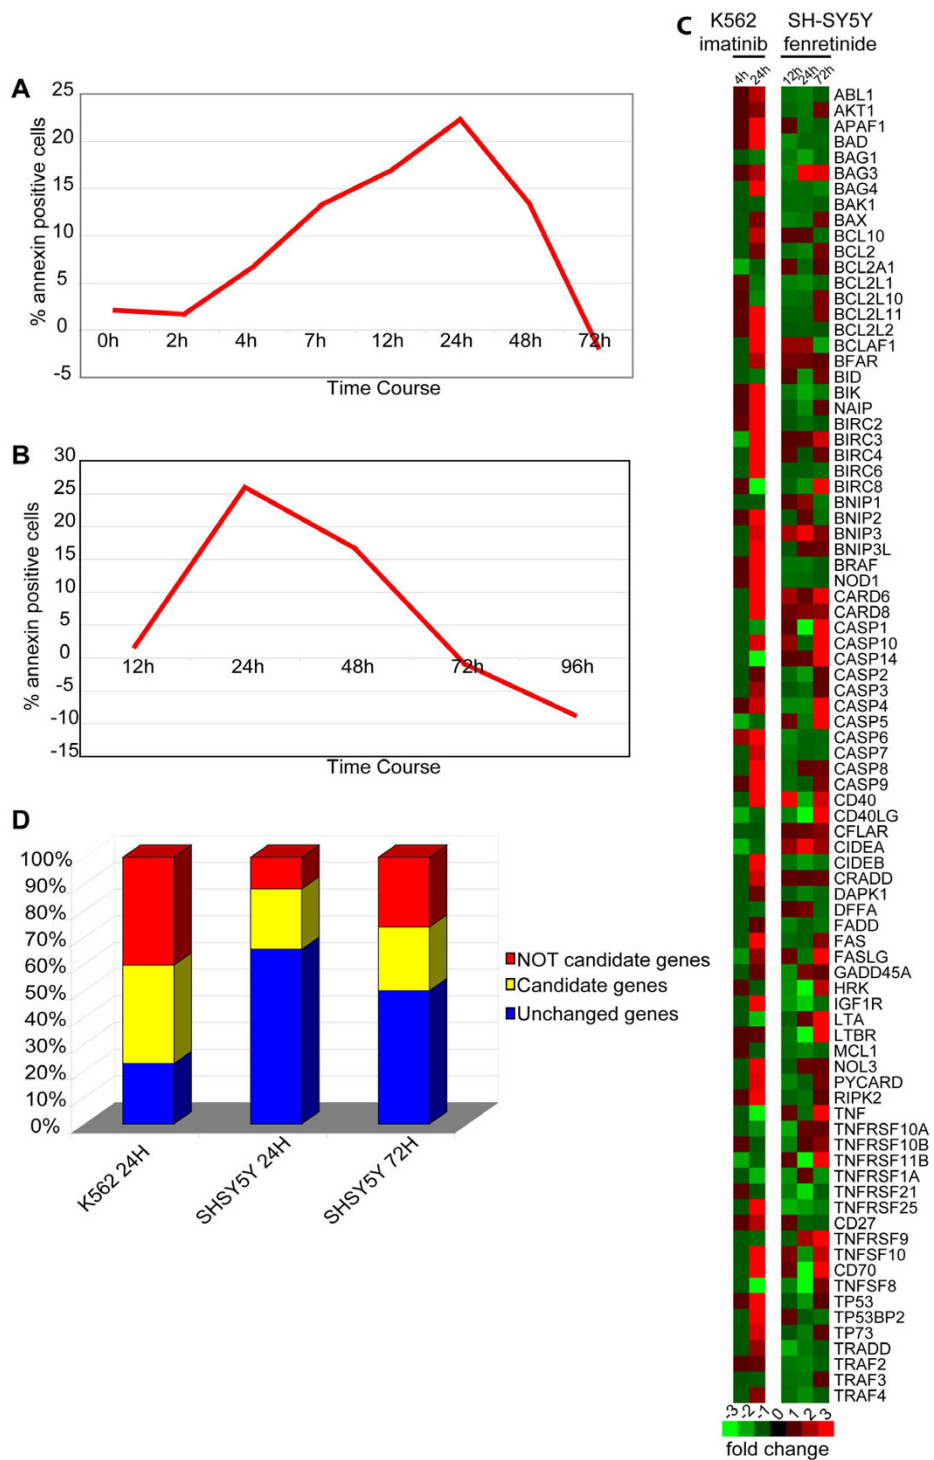 A
% annexin positive cells
25
20
15
10
5
0
-5
0h 2h 4h 7h 12h 24h 48h 72h
Time Course
B
% annexin positive cells
30
25
20
15
10
5
0
-5
-10
-15
12h 24h 48h 72h 96h
Time Course
D
100%
90%
80%
70%
60%
50%
40%
30%
20%
10%
0%
K562 24H
SHSY5Y 24H
SHSY5Y 72H
NOT candidate genes
Candidate genes
Unchanged genes
C
K562 SH-SY5Y
imatinib fenretinide
4h 24h 12h 24h 72h
ABL1
AKT1
APAF1
BAD
BAG1
BAG3
BAG4
BAK1
BAX
BCL10
BCL2
BCL2A1
BCL2L1
BCL2L10
BCL2L11
BCL2L2
BCLAF1
BFAR
BID
BIK
NAIP
BIRC2
BIRC3
BIRC4
BIRC6
BIRC8
BNIP1
BNIP2
BNIP3
BNIP3L
BRAF
NOD1
CARD6
CARD8
CASP1
CASP10
CASP14
CASP2
CASP3
CASP4
CASP5
CASP6
CASP7
CASP8
CASP9
CD40
CD40LG
CFLAR
CIDEA
CIDEB
CRADD
DAPK1
DFFA
FADD
FAS
FASLG
GADD45A
HRK
IGF1R
LTA
LTBR
MCL1
NOL3
PYCARD
RIPK2
TNF
TNFRSF10A
TNFRSF10B
TNFRSF11B
TNFRSF1A
TNFRSF21
TNFRSF25
CD27
TNFRSF9
TNFSF10
CD70
TNFSF8
TP53
TP53BP2
TP73
TRADD
TRAF2
TRAF3
TRAF4
-3 -2 -1 0 1 2 3
fold change